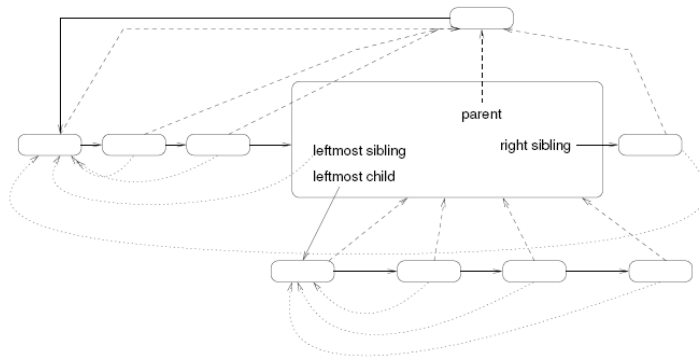 parent
right sibling
leftmost sibling
leftmost child